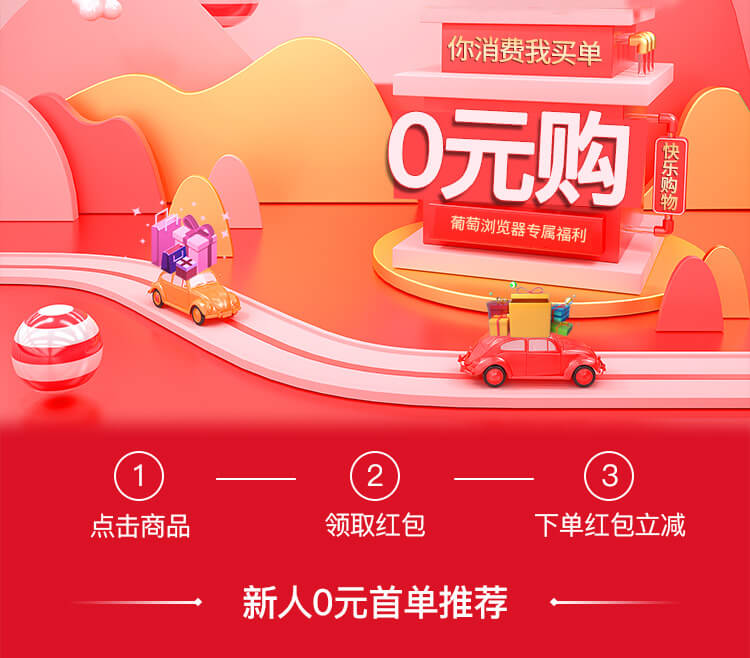 你消费我买单
0元购
快乐购物
葡萄浏览器专属福利
1
2
3
点击商品
领取红包
下单红包立减
新人0元首单推荐